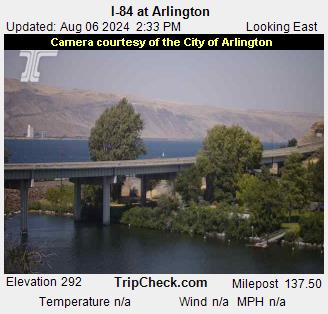 I-84 at Arlington
Updated: Aug 06 2024 2:33 PM Looking East
Camera courtesy of the City of Arlington
Elevation 292 TripCheck.com Milepost 137.50
Temperature n/a Wind n/a MPH n/a